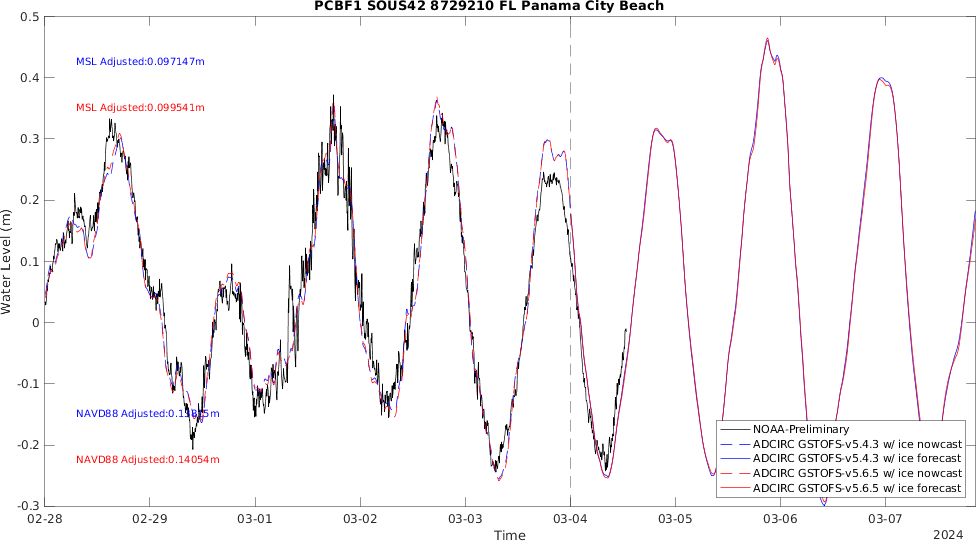 PCBF1 SOUS42 8729210 FL Panama City Beach
0.5
MSL Adjusted:0.097147m
0.4
MSL Adjusted:0.099541m
0.3
0.2
0.1
Water Level (m)
0
-0.1
NAVD88
-0.2
NAVD88 Adjusted:0.14054m
-0.3
NOAA-Preliminary
ADCIRC GSTOFS-v5.4.3 w/ ice nowcast
ADCIRC GSTOFS-v5.4.3 w/ ice forecast
ADCIRC GSTOFS-v5.6.5 w/ ice nowcast
ADCIRC GSTOFS-v5.6.5 w/ ice forecast
02-28 02-29 03-01 03-02 03-03 03-04 03-05 03-06 03-07
Time
2024